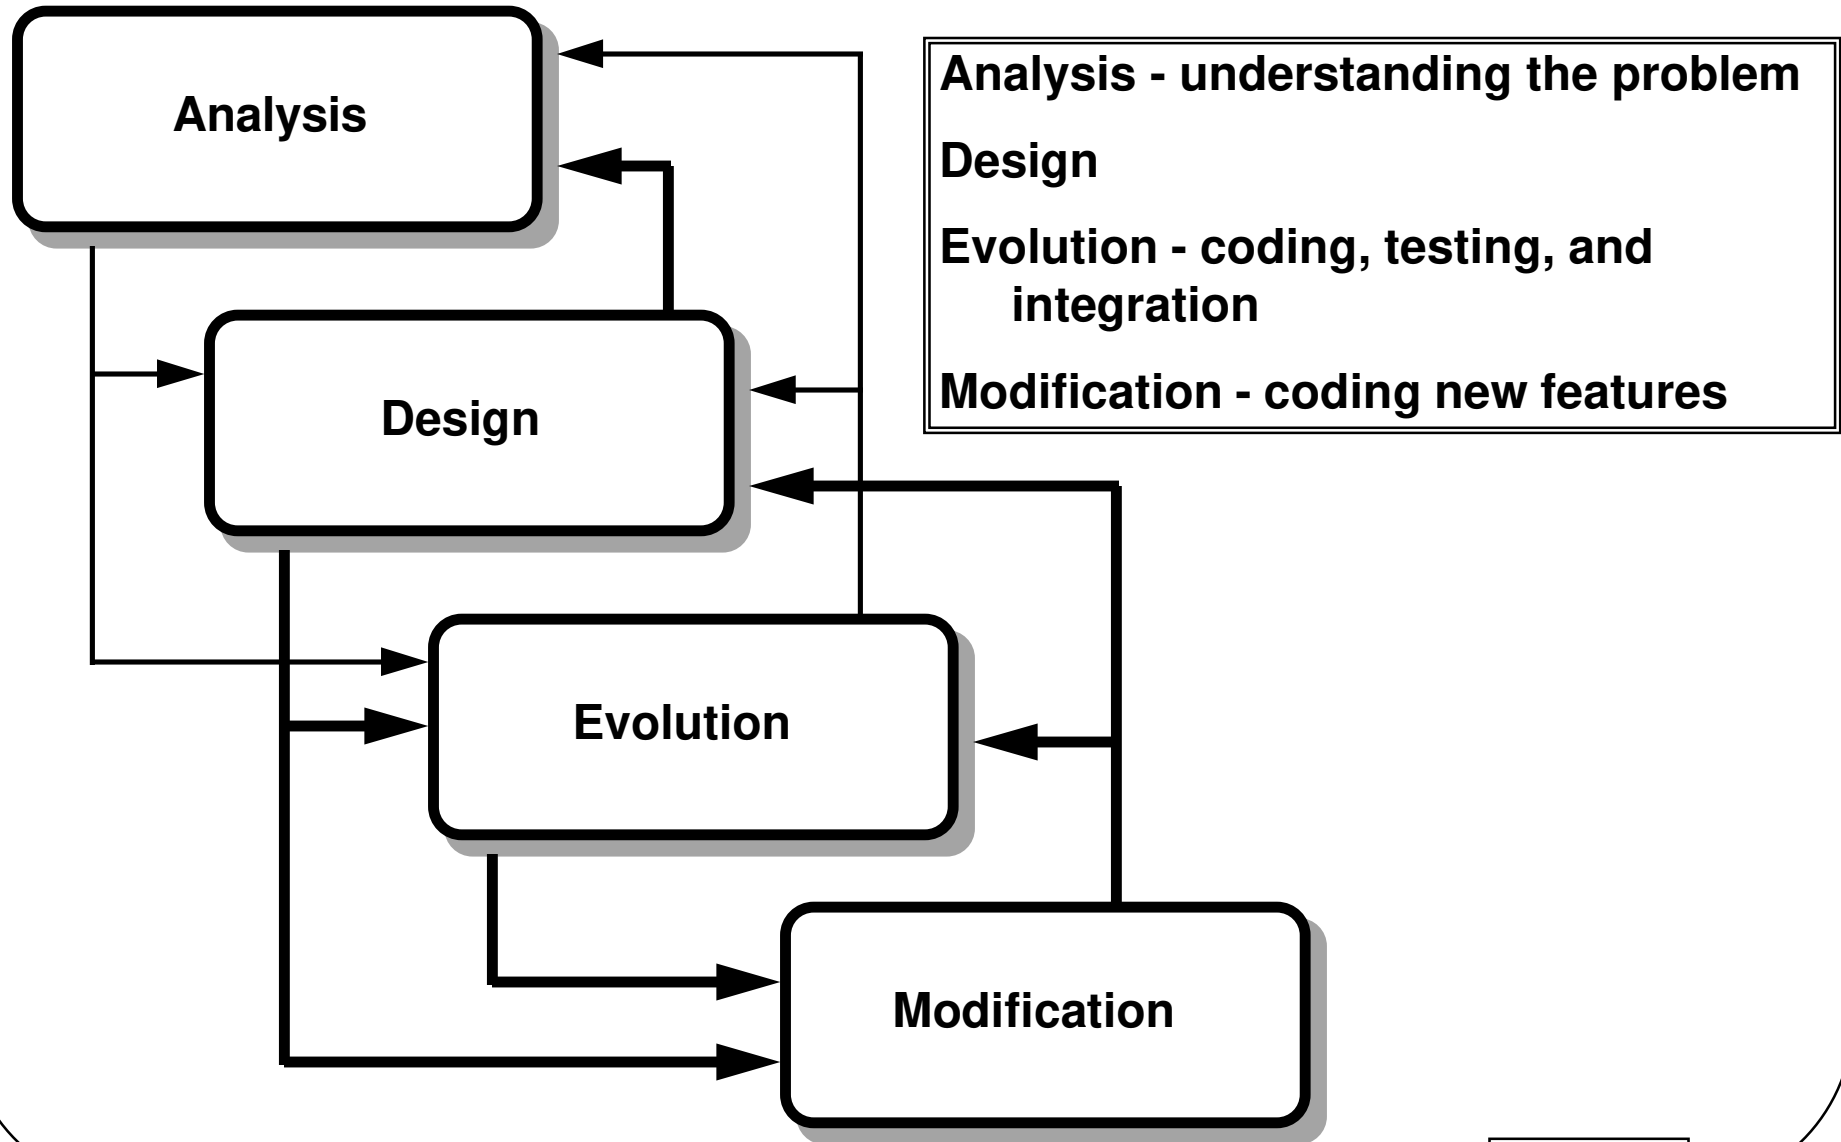 Analysis
Analysis - understanding the problem
Design
Evolution - coding, testing, and
integration
Modification - coding new features
Design
Evolution
Modification